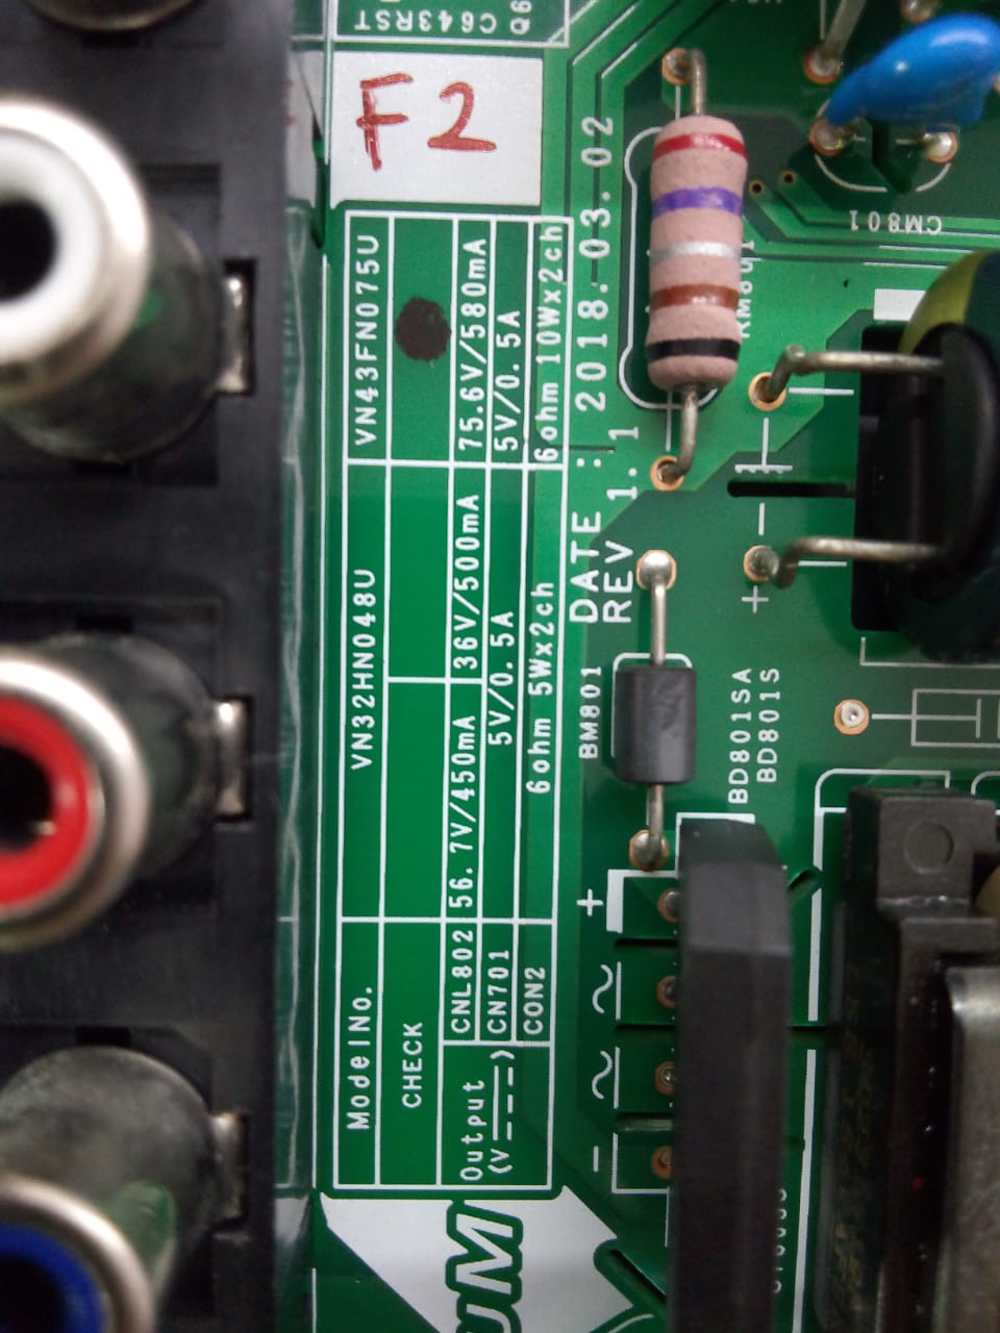 Q6
C643RST
F2
ModelNo. VN32HN048U VN43FN075U
CHECK
Output (V⎓) CNL802 56.7V/450mA 36V/500mA 75.6V/580mA
CN701 5V/0.5A 5V/0.5A
CON2 6ohm 5Wx2ch 6ohm 10Wx2ch
DATE : 2018.03.02
REV 1.1
CM801
BM801
BD801SA
BD801S
+ ~ ~ -
+ -